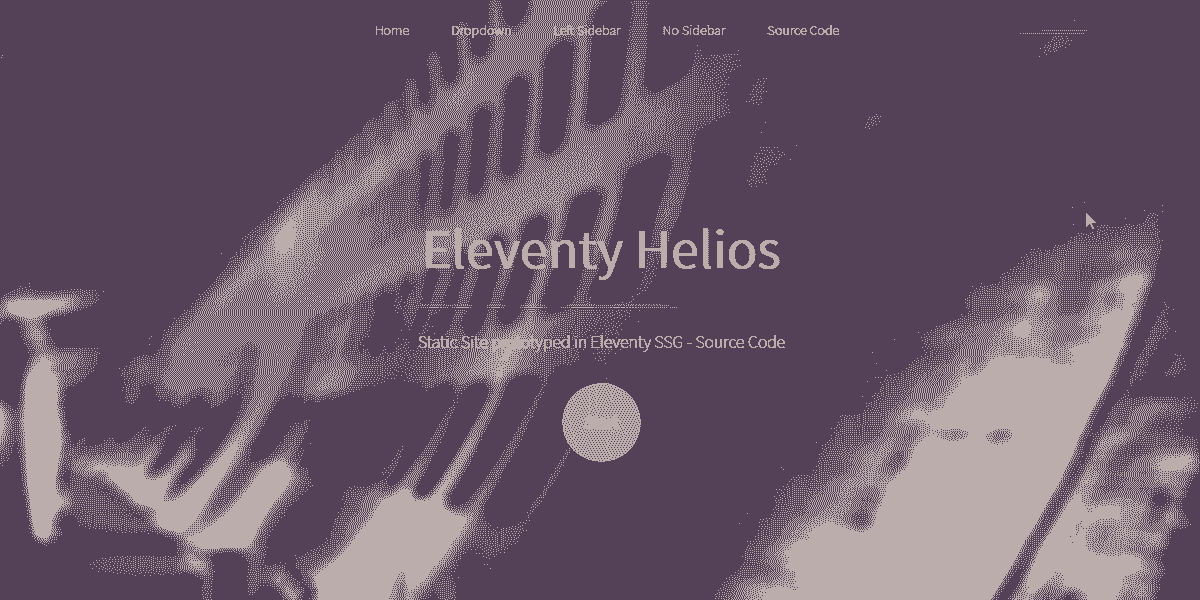 Home Dropdown Left Sidebar No Sidebar Source Code
Eleventy Helios
Static Site prototyped in Eleventy SSG - Source Code